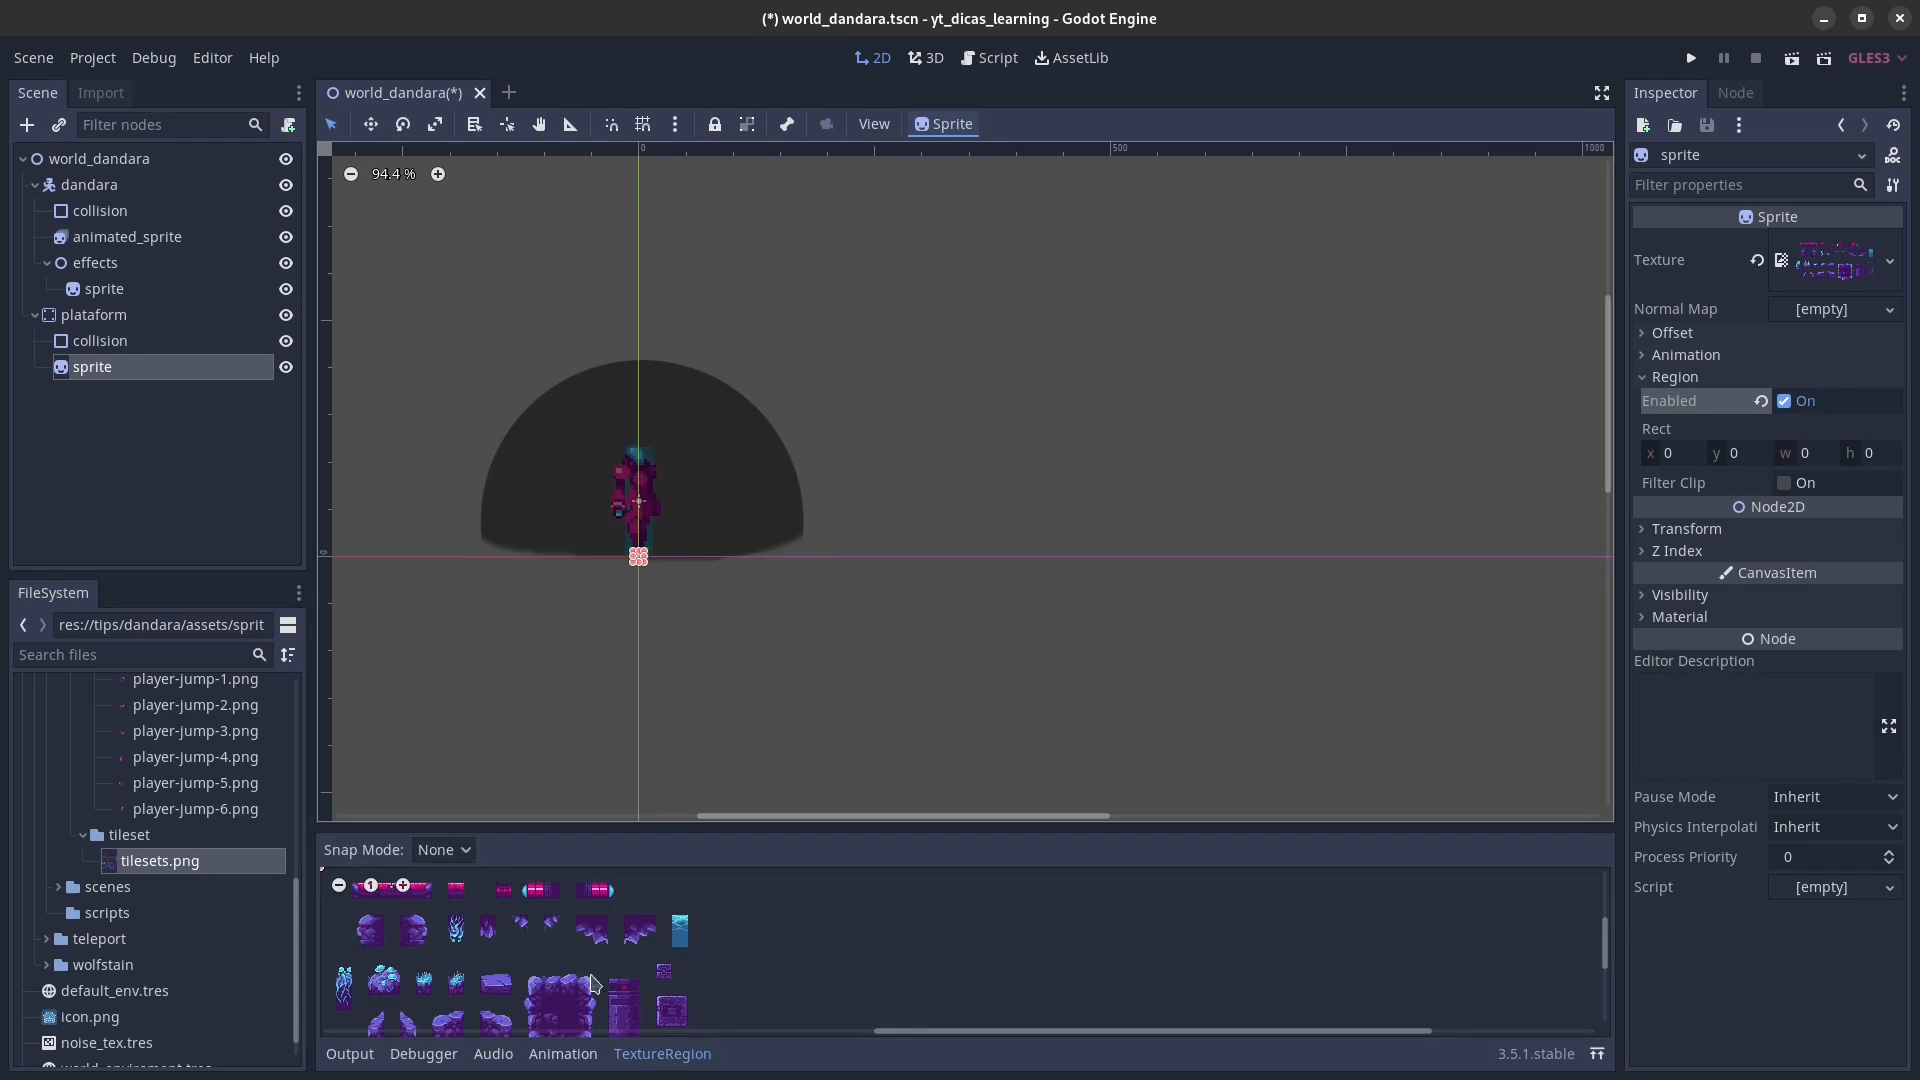 (*) world_dandara.tscn - yt_dicas_learning - Godot Engine
Scene Project Debug Editor Help
2D 3D Script AssetLib
GLES3
Scene Import
Filter nodes
world_dandara
dandara
collision
animated_sprite
effects
sprite
plataform
collision
sprite
FileSystem
res://tips/dandara/assets/sprit
Search files
player-jump-1.png
player-jump-2.png
player-jump-3.png
player-jump-4.png
player-jump-5.png
player-jump-6.png
tileset
tilesets.png
scenes
scripts
teleport
wolfstain
default_env.tres
icon.png
noise_tex.tres
world_enviroment.tres
world_dandara(*)
View Sprite
0 500 1000
94.4 %
0
Snap Mode: None
1
Output Debugger Audio Animation TextureRegion
3.5.1.stable
Inspector Node
sprite
Filter properties
Sprite
Texture
Normal Map [empty]
Offset
Animation
Region
Enabled On
Rect
x 0 y 0 w 0 h 0
Filter Clip On
Node2D
Transform
Z Index
CanvasItem
Visibility
Material
Node
Editor Description
Pause Mode Inherit
Physics Interpolati Inherit
Process Priority 0
Script [empty]